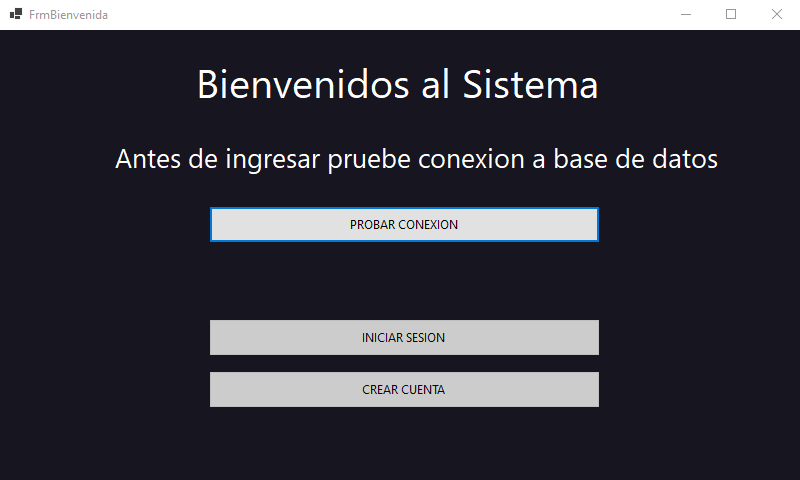 FrmBienvenida
Bienvenidos al Sistema
Antes de ingresar pruebe conexion a base de datos
PROBAR CONEXION
INICIAR SESION
CREAR CUENTA